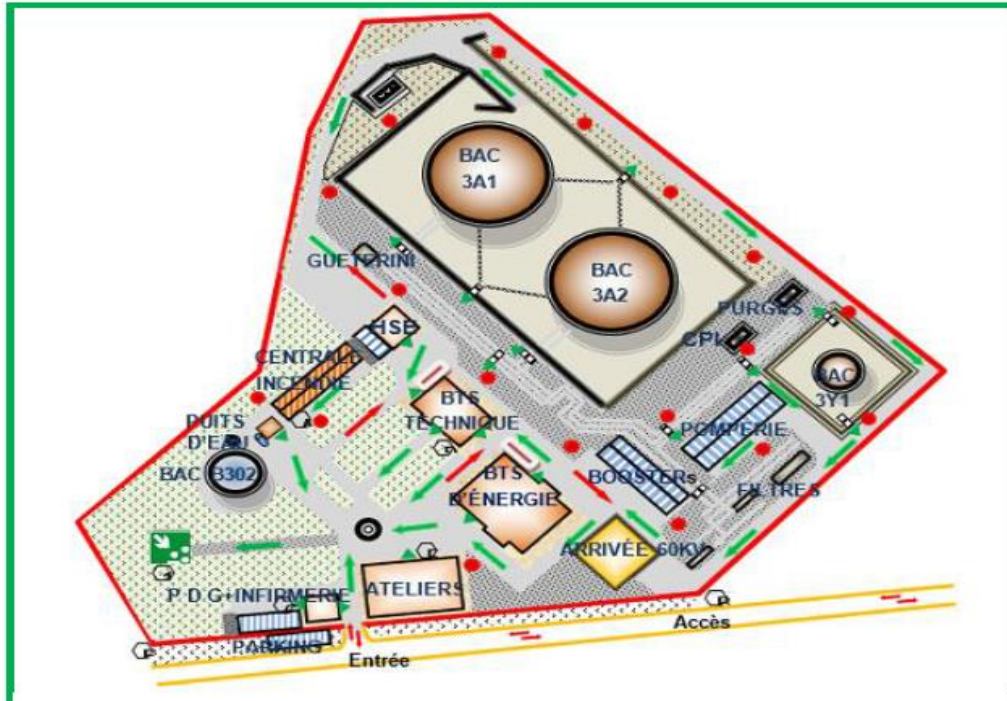 BAC
3A1
BAC
3A2
GUETERINI
PURGES
CPI
HSE
BAC
3Y1
CENTRALE
INCENDIE
BTS
TECHNIQUE
POMPERIE
PUITS
D'EAU
BAC B302
BTS
D'ÉNERGIE
BOOSTERs
FILTRES
ARRIVÉE 60KV
P D G+INFIRMERIE
ATELIERS
PARKING
Entrée
Accès